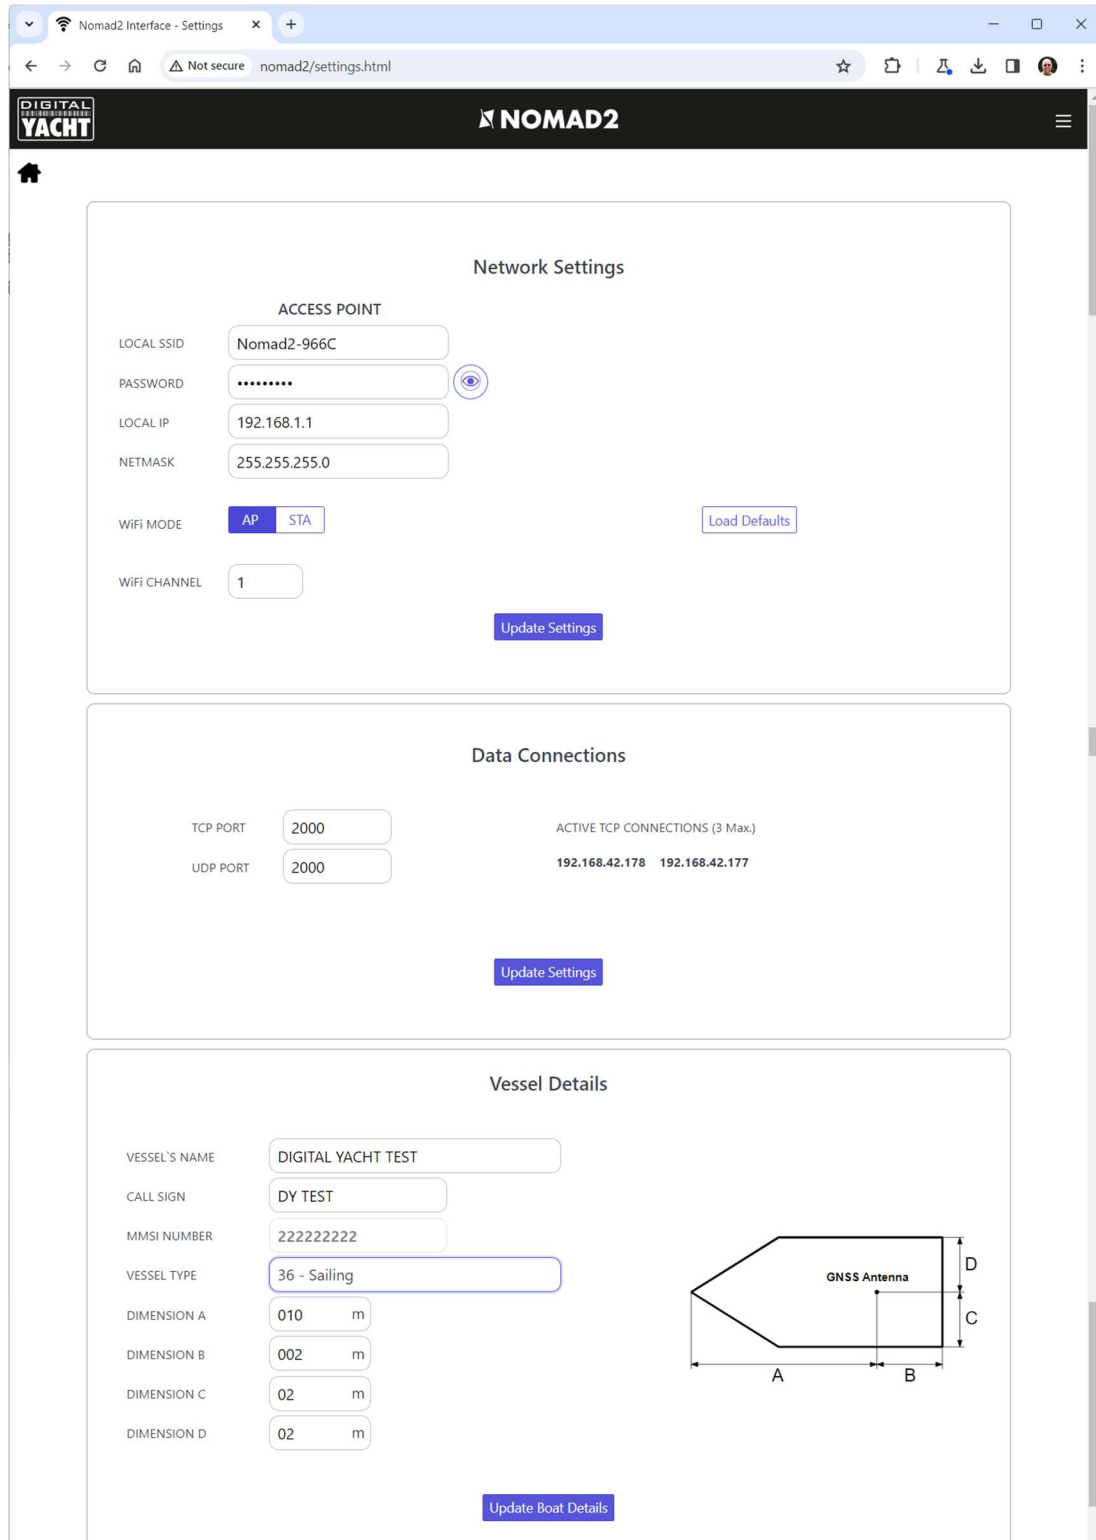 Nomad2 Interface - Settings
Not secure nomad2/settings.html
DIGITAL
YACHT
NOMAD2
Network Settings
ACCESS POINT
LOCAL SSID Nomad2-966C
PASSWORD •••••••••
LOCAL IP 192.168.1.1
NETMASK 255.255.255.0
WiFi MODE AP STA Load Defaults
WiFi CHANNEL 1
Update Settings
Data Connections
TCP PORT 2000 ACTIVE TCP CONNECTIONS (3 Max.)
UDP PORT 2000 192.168.42.178 192.168.42.177
Update Settings
Vessel Details
VESSEL`S NAME DIGITAL YACHT TEST
CALL SIGN DY TEST
MMSI NUMBER 222222222
VESSEL TYPE 36 - Sailing
DIMENSION A 010 m
DIMENSION B 002 m
DIMENSION C 02 m
DIMENSION D 02 m
GNSS Antenna
D
C
A B
Update Boat Details